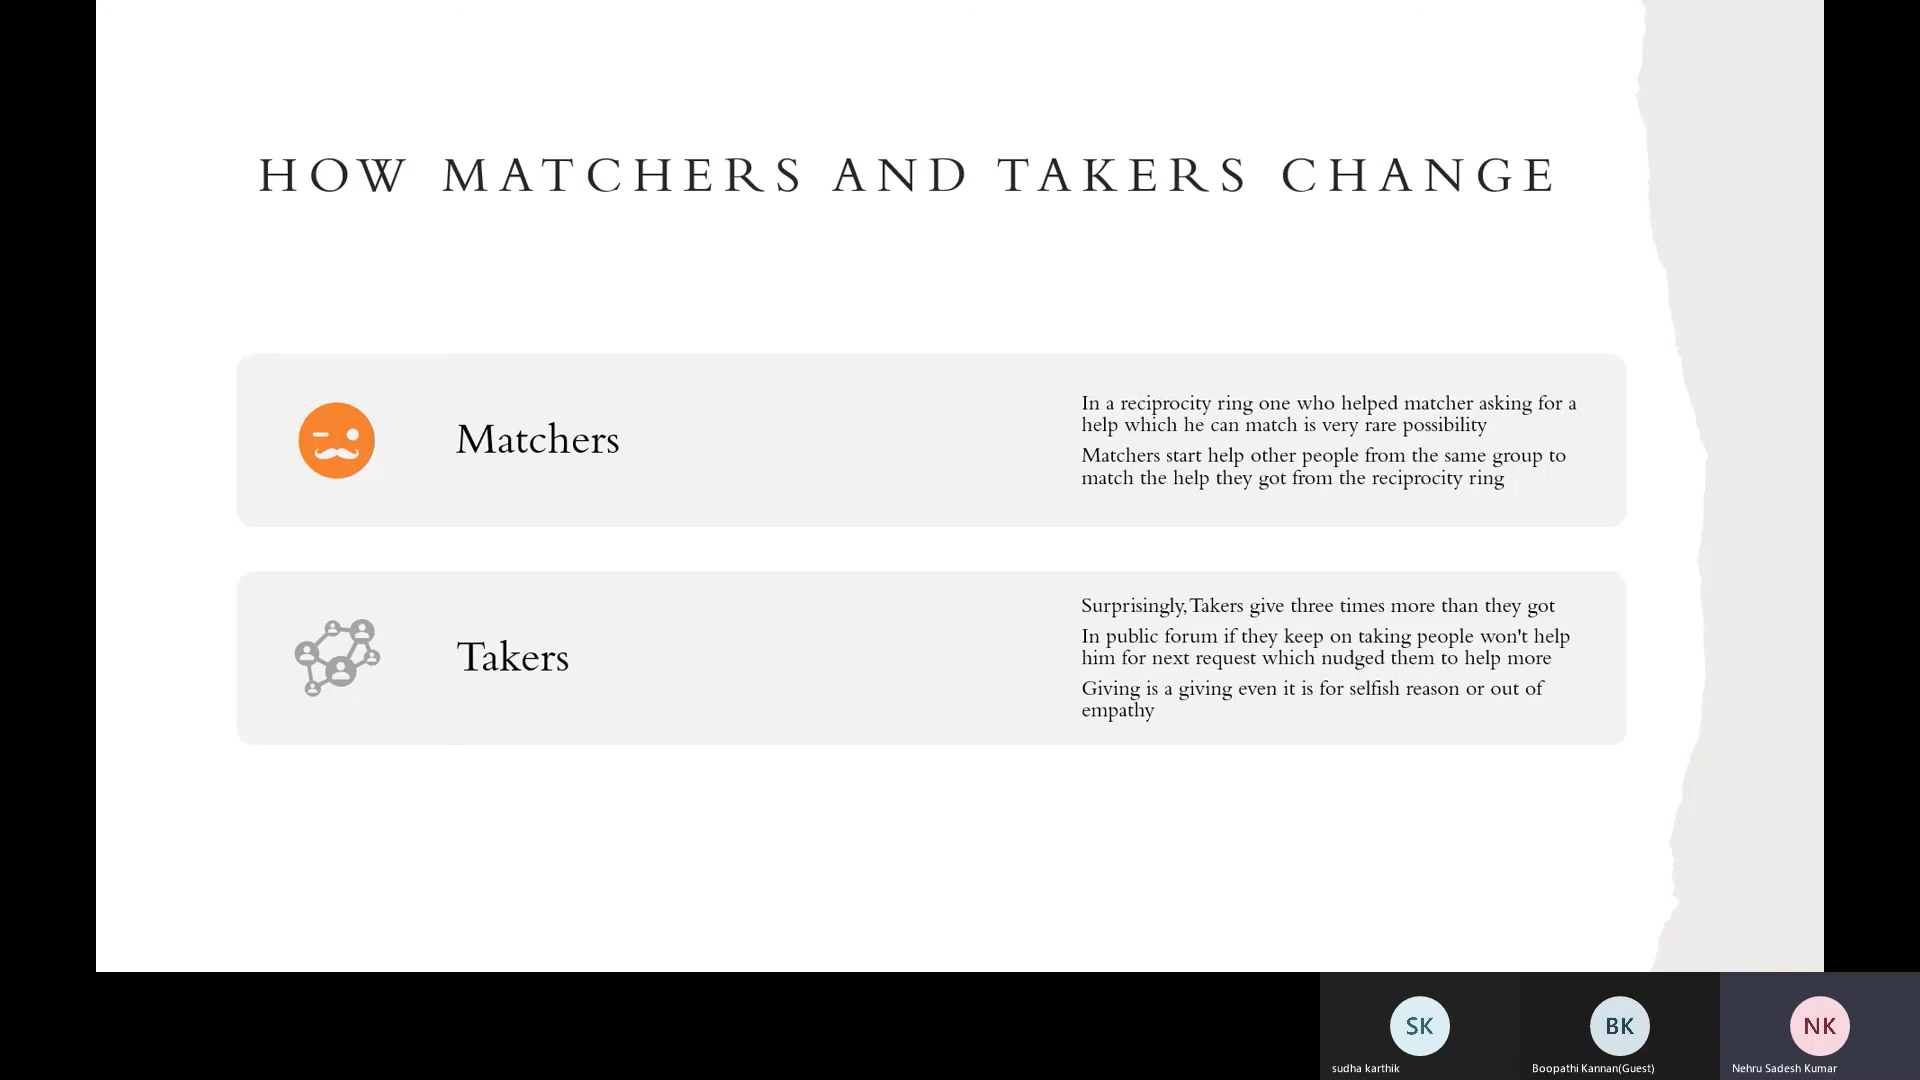 HOW MATCHERS AND TAKERS CHANGE
Matchers
In a reciprocity ring one who helped matcher asking for a
help which he can match is very rare possibility
Matchers start help other people from the same group to
match the help they got from the reciprocity ring
Takers
Surprisingly,Takers give three times more than they got
In public forum if they keep on taking people won't help
him for next request which nudged them to help more
Giving is a giving even it is for selfish reason or out of
empathy
SK
BK
NK
sudha karthik
Boopathi Kannan(Guest)
Nehru Sadesh Kumar